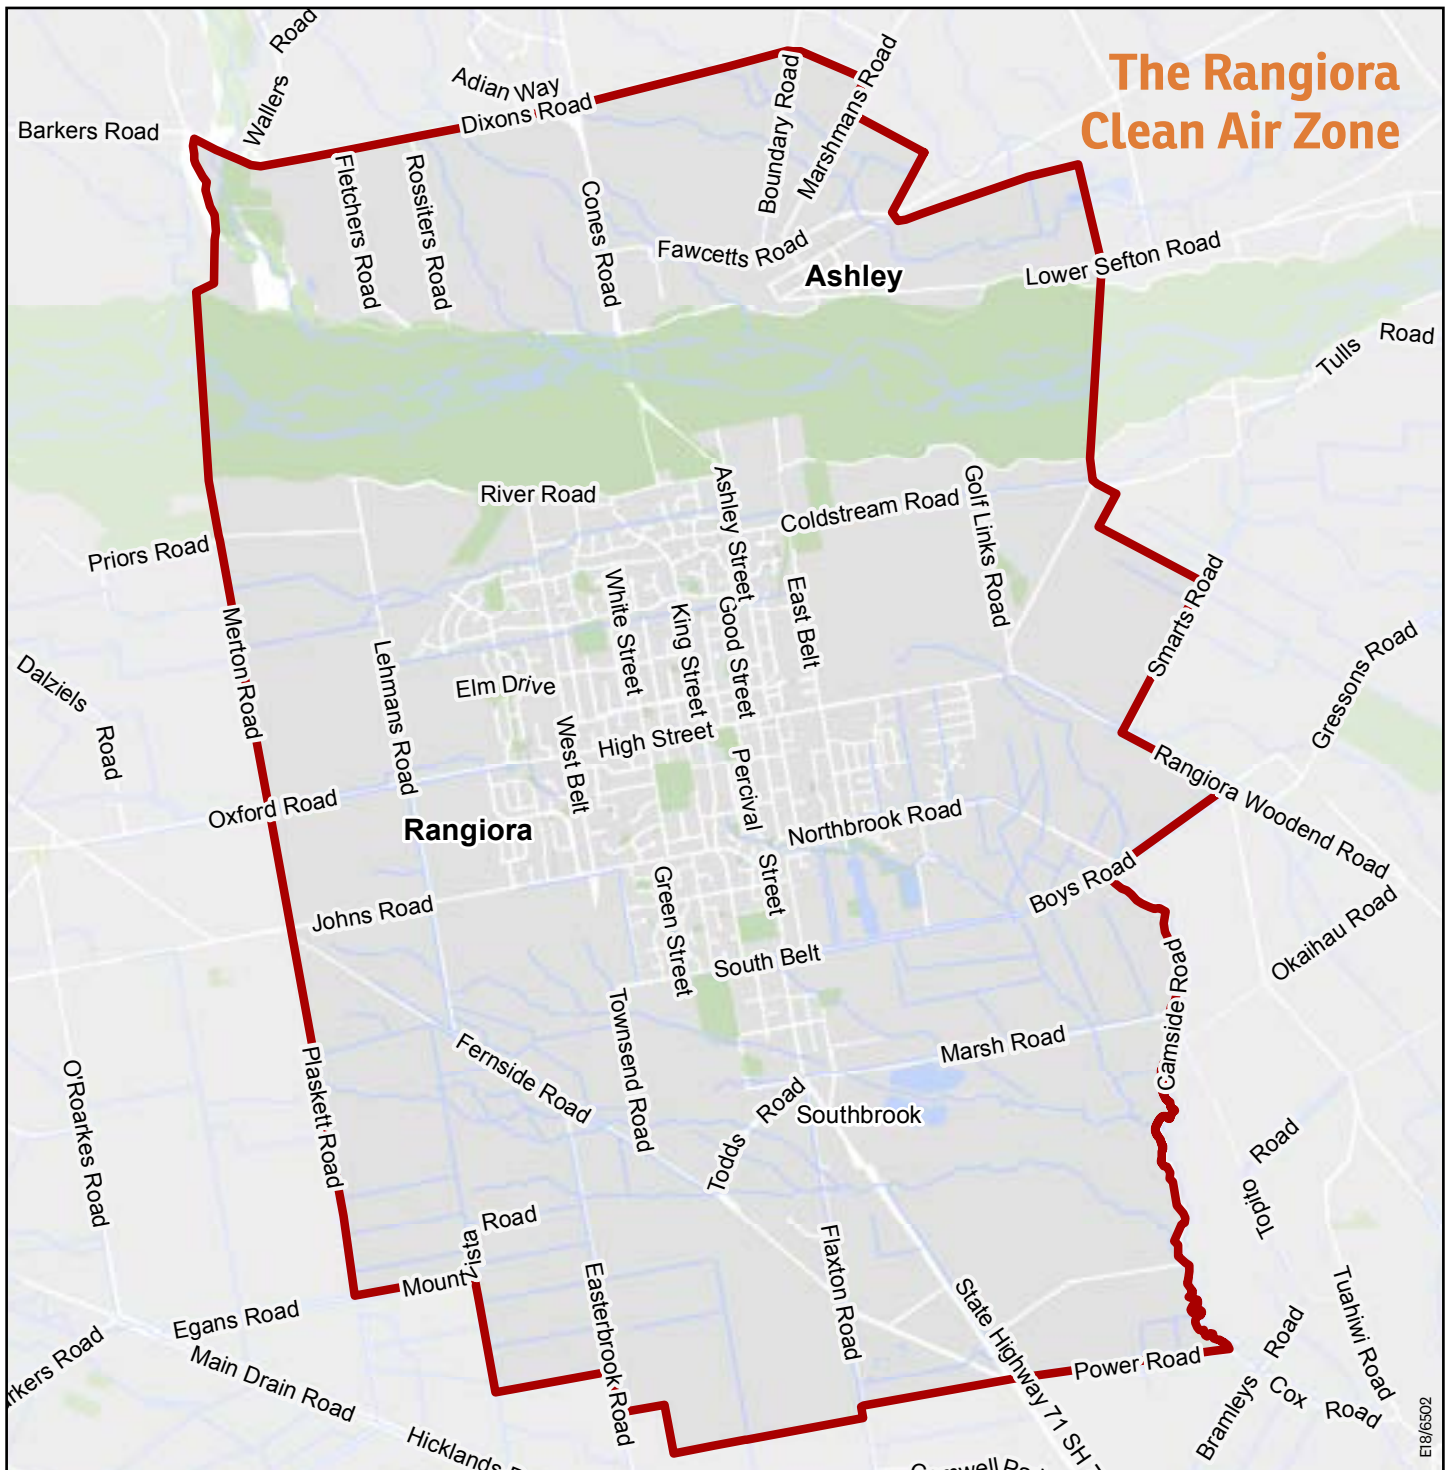 The Rangiora
Clean Air Zone
Wallers Road
Barkers Road
Adian Way
Dixons Road
Boundary Road
Marshmans Road
Fletchers Road
Rossiters Road
Cones Road
Fawcetts Road
Ashley
Lower Sefton Road
Tulls Road
River Road
Ashley Street
Coldstream Road
Golf Links Road
Priors Road
White Street
King Street
Good Street
East Belt
Smarts Road
Merton Road
Lehmans Road
Elm Drive
Dalziels Road
West Belt
High Street
Percival Street
Gressons Road
Rangiora Woodend Road
Oxford Road
Rangiora
Northbrook Road
Boys Road
Johns Road
Green Street
South Belt
Okaihau Road
Camside Road
Townsend Road
Fernside Road
Marsh Road
Plaskett Road
O'Roarkes Road
Todds Road
Southbrook
Topito Road
Mount Vista Road
Flaxton Road
Easterbrook Road
State Highway 71 SH
Egans Road
Main Drain Road
rkers Road
Power Road
Bramleys Road
Tuahiwi Road
Cox Road
Hicklands
E18/6502